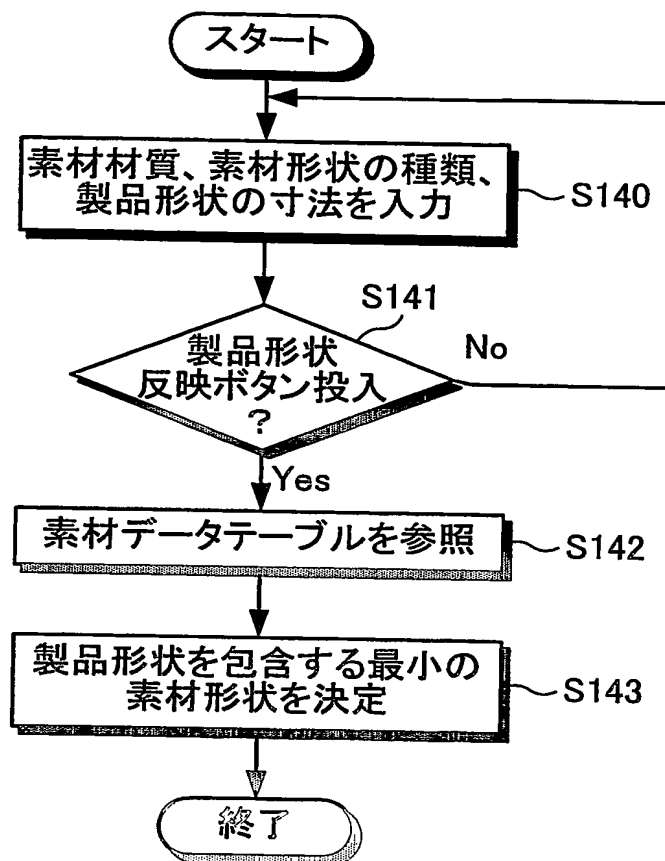 スタート
素材材質、素材形状の種類、
製品形状の寸法を入力
S140
S141
製品形状
反映ボタン投入
?
No
Yes
素材データテーブルを参照
S142
製品形状を包含する最小の
素材形状を決定
S143
終了